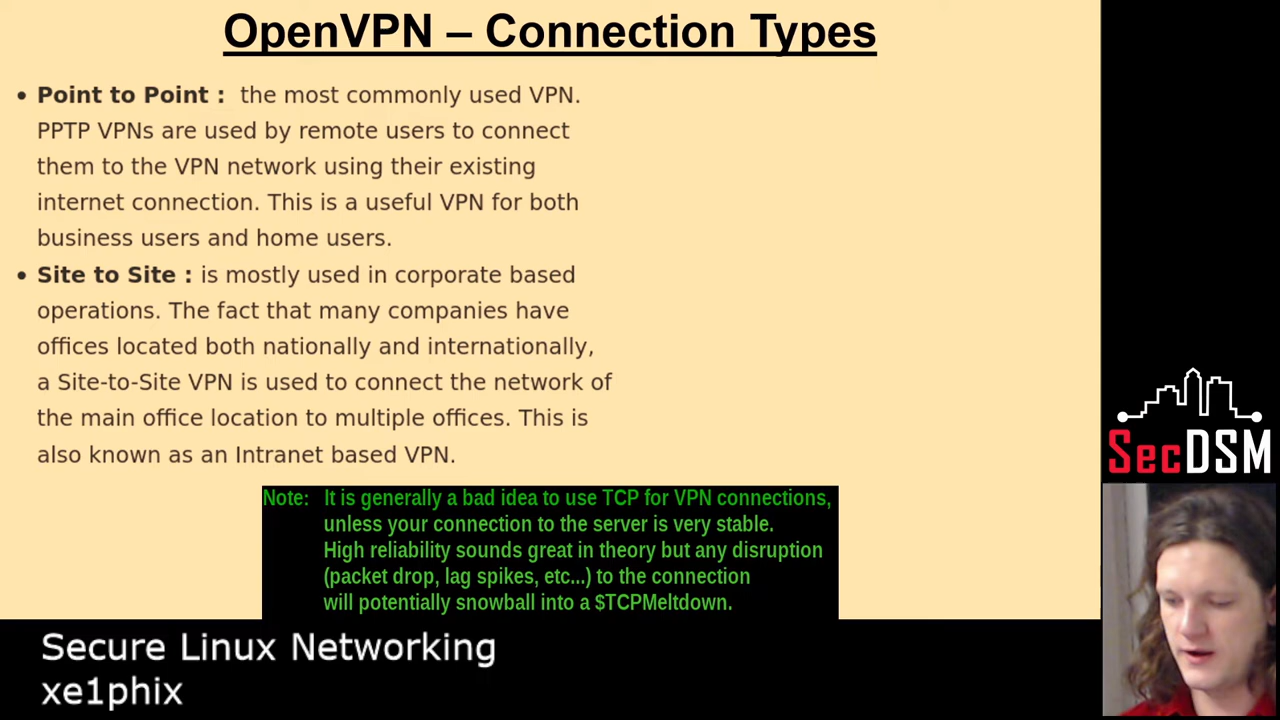 OpenVPN – Connection Types
• Point to Point :  the most commonly used VPN.
PPTP VPNs are used by remote users to connect
them to the VPN network using their existing
internet connection. This is a useful VPN for both
business users and home users.
• Site to Site : is mostly used in corporate based
operations. The fact that many companies have
offices located both nationally and internationally,
a Site-to-Site VPN is used to connect the network of
the main office location to multiple offices. This is
also known as an Intranet based VPN.
Note: It is generally a bad idea to use TCP for VPN connections,
unless your connection to the server is very stable.
High reliability sounds great in theory but any disruption
(packet drop, lag spikes, etc...) to the connection
will potentially snowball into a $TCPMeltdown.
SecDSM
Secure Linux Networking
xe1phix